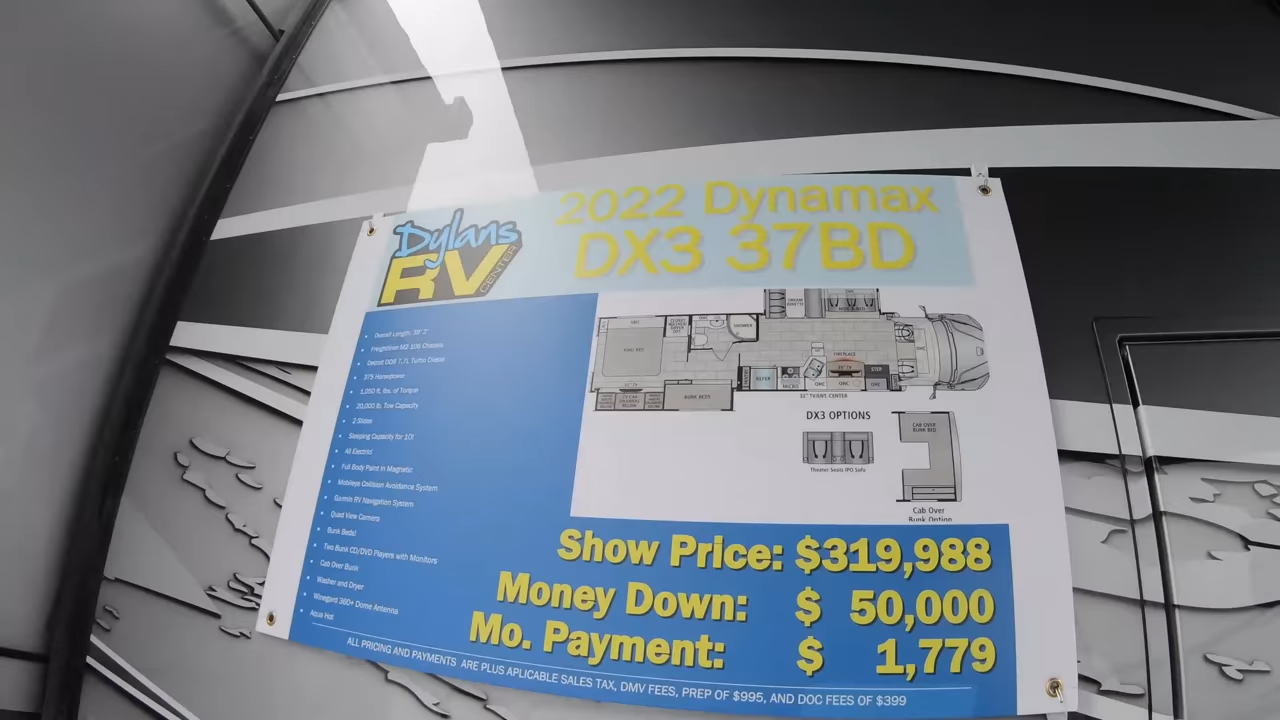 Dylans
RV
CENTER
2022 Dynamax
DX3 37BD
Overall Length: 39' 2"
Freightliner M2 106 Chassis
Detroit DD8 7.7L Turbo Diesel
375 Horsepower
1,050 ft. lbs. of Torque
20,000 lb. Tow Capacity
2 Slides
Sleeping Capacity for 10!
All Electric!
Full Body Paint in Magnetic
Mobileye Collision Avoidance System
Garmin RV Navigation System
Quad View Camera
Bunk Beds!
Two Bunk CD/DVD Players with Monitors
Cab Over Bunk
Washer and Dryer
Winegard 360+ Dome Antenna
Aqua Hot
DREAM
DINETTE
KING BED
SHOWER
FIREPLACE
REFER
MICRO
OHC
OHC
OHC
STEP
BUNK BEDS
DX3 OPTIONS
Theater Seats IPO Sofa
CAB OVER
BUNK BED
Cab Over
Bunk Option
Show Price: $319,988
Money Down: $ 50,000
Mo. Payment: $ 1,779
ALL PRICING AND PAYMENTS ARE PLUS APLICABLE SALES TAX, DMV FEES, PREP OF $995, AND DOC FEES OF $399